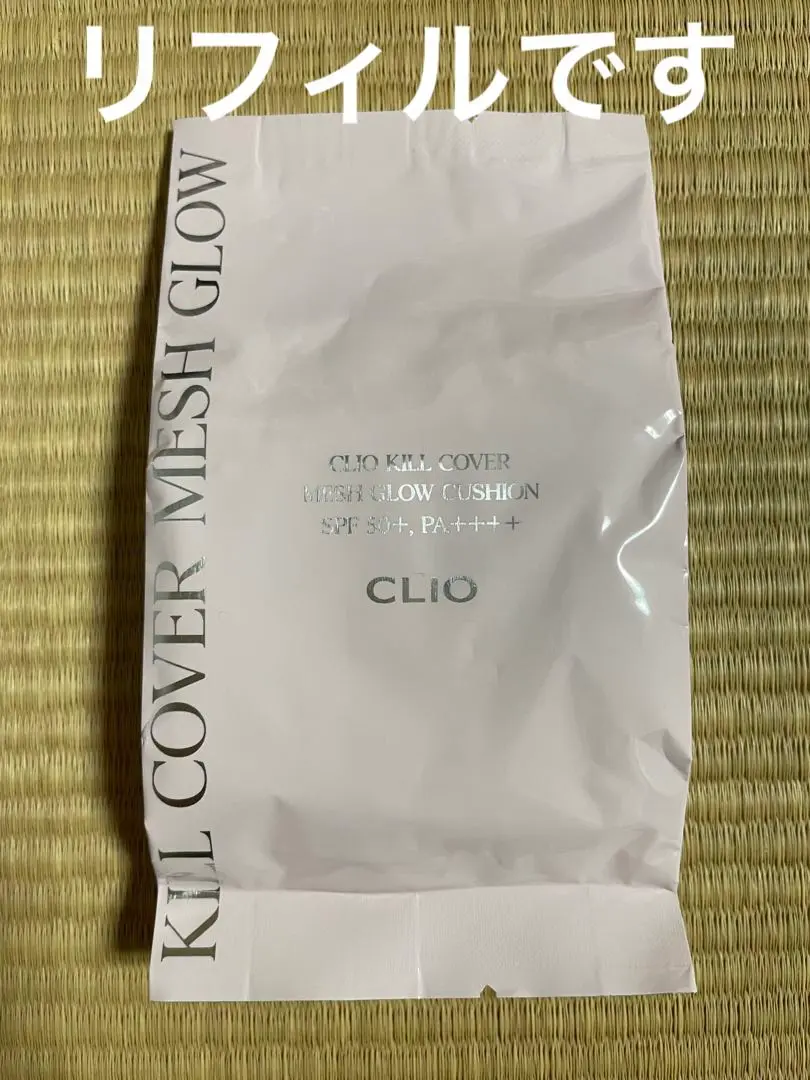 リフィルです
KILL COVER MESH GLOW
CLIO KILL COVER
MESH GLOW CUSHION
SPF 50+, PA++++
CLIO